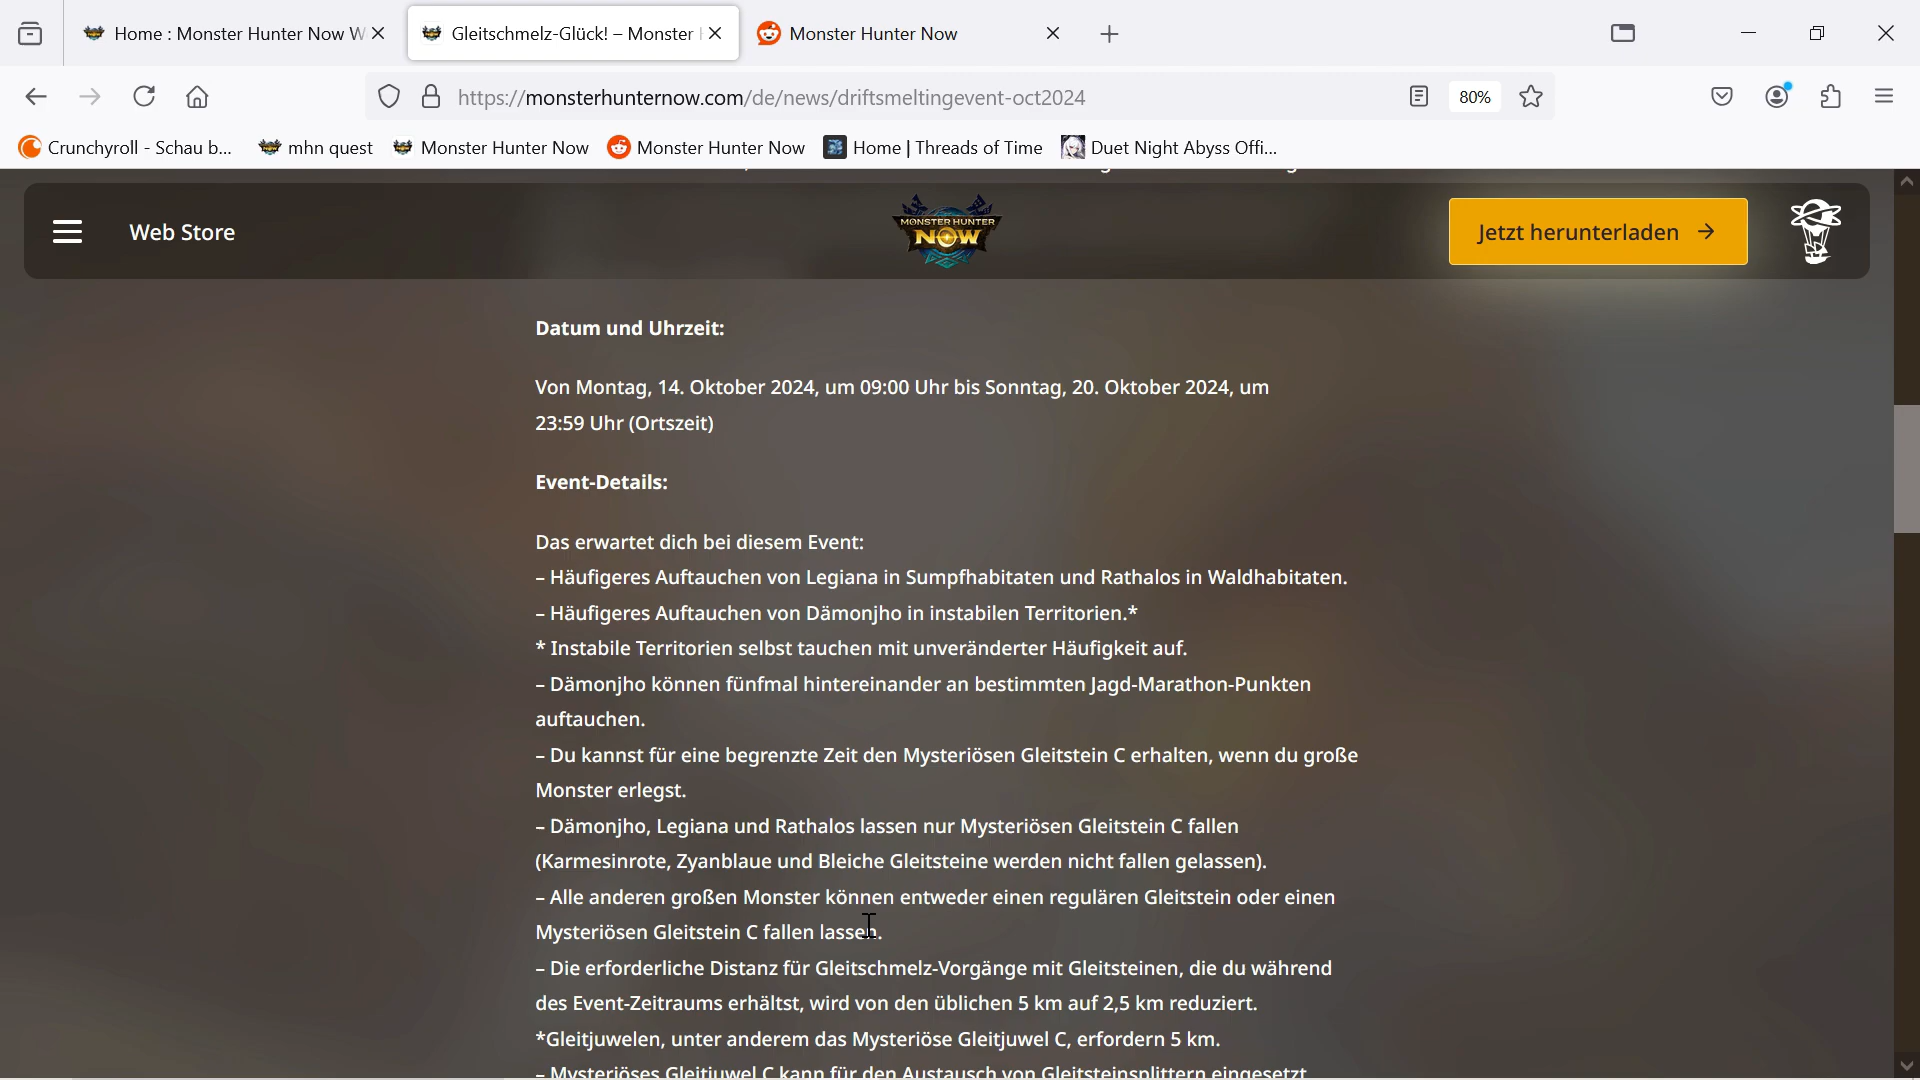 Home : Monster Hunter Now W
Gleitschmelz-Glück! – Monster
Monster Hunter Now
https://monsterhunternow.com/de/news/driftsmeltingevent-oct2024
80%
Crunchyroll - Schau b...
mhn quest
Monster Hunter Now
Monster Hunter Now
Home | Threads of Time
Duet Night Abyss Offi...
Web Store
MONSTER HUNTER
NOW
Jetzt herunterladen
Datum und Uhrzeit:
Von Montag, 14. Oktober 2024, um 09:00 Uhr bis Sonntag, 20. Oktober 2024, um
23:59 Uhr (Ortszeit)
Event-Details:
Das erwartet dich bei diesem Event:
– Häufigeres Auftauchen von Legiana in Sumpfhabitaten und Rathalos in Waldhabitaten.
– Häufigeres Auftauchen von Dämonjho in instabilen Territorien.*
* Instabile Territorien selbst tauchen mit unveränderter Häufigkeit auf.
– Dämonjho können fünfmal hintereinander an bestimmten Jagd-Marathon-Punkten
auftauchen.
– Du kannst für eine begrenzte Zeit den Mysteriösen Gleitstein C erhalten, wenn du große
Monster erlegst.
– Dämonjho, Legiana und Rathalos lassen nur Mysteriösen Gleitstein C fallen
(Karmesinrote, Zyanblaue und Bleiche Gleitsteine werden nicht fallen gelassen).
– Alle anderen großen Monster können entweder einen regulären Gleitstein oder einen
Mysteriösen Gleitstein C fallen lassen.
– Die erforderliche Distanz für Gleitschmelz-Vorgänge mit Gleitsteinen, die du während
des Event-Zeitraums erhältst, wird von den üblichen 5 km auf 2,5 km reduziert.
*Gleitjuwelen, unter anderem das Mysteriöse Gleitjuwel C, erfordern 5 km.
– Mysteriöses Gleitjuwel C kann für den Austausch von Gleitsteinsplittern eingesetzt